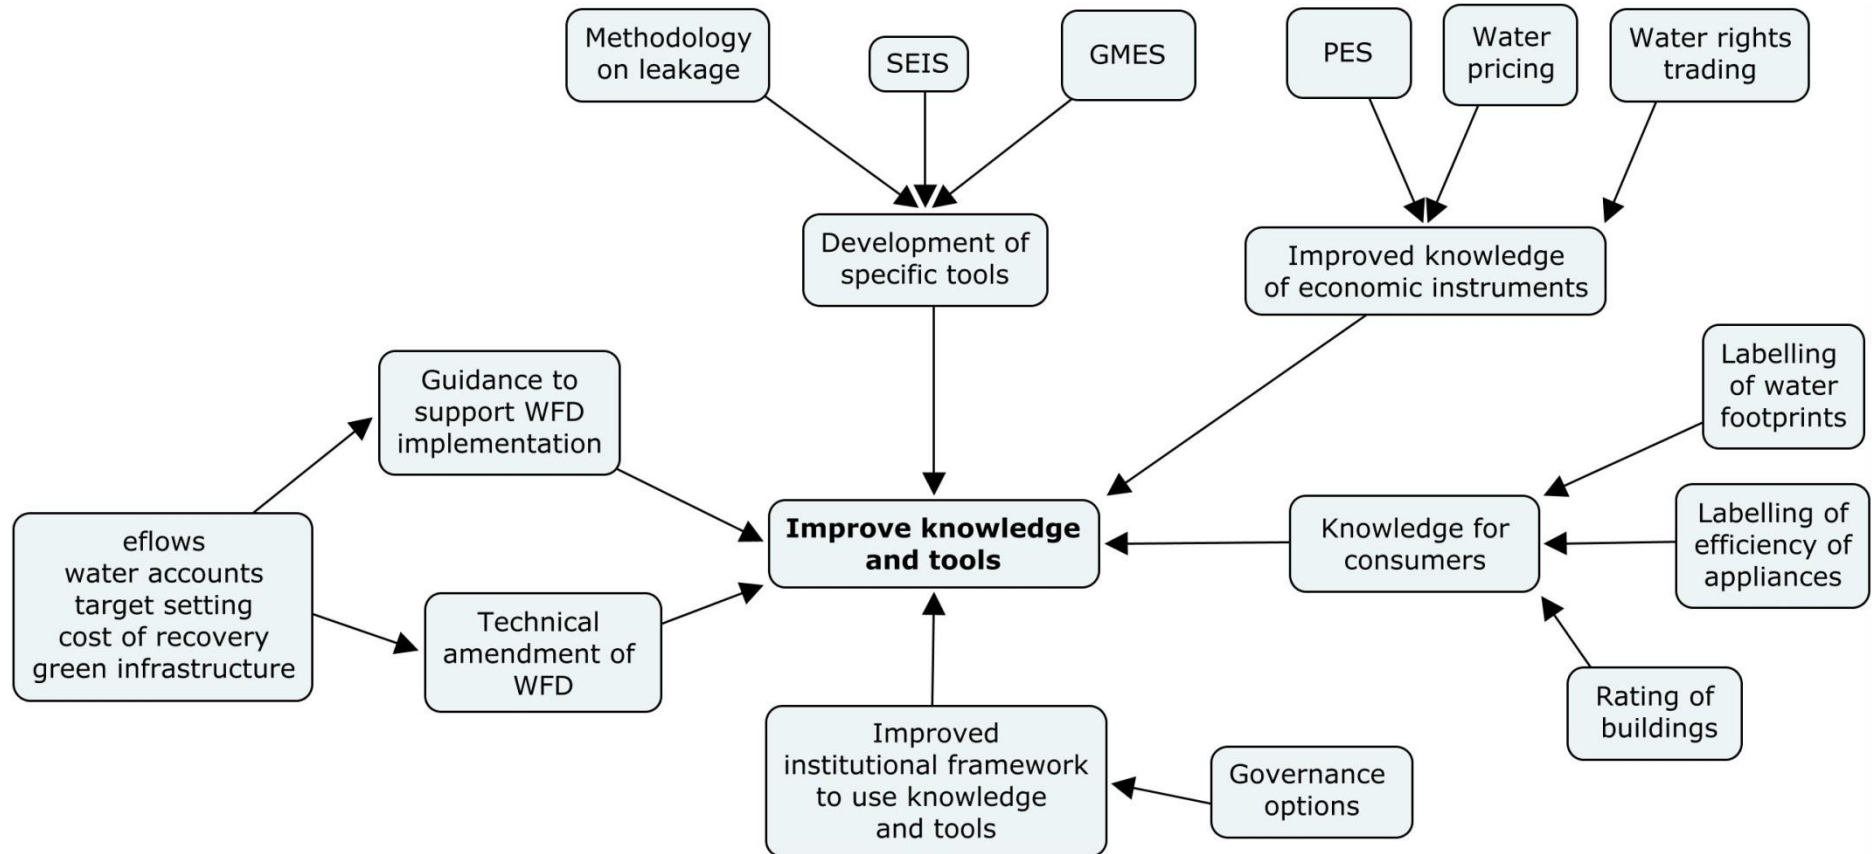 Methodology
on leakage
SEIS
GMES
PES
Water
pricing
Water rights
trading
Development of
specific tools
Improved knowledge
of economic instruments
Labelling
of water
footprints
Guidance to
support WFD
implementation
eflows
water accounts
target setting
cost of recovery
green infrastructure
Improve knowledge
and tools
Knowledge for
consumers
Labelling of
efficiency of
appliances
Technical
amendment of
WFD
Rating of
buildings
Improved
institutional framework
to use knowledge
and tools
Governance
options